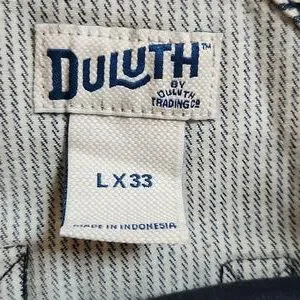 DULUTH™
BY
DULUTH
TRADING CO
L X 33
MADE IN INDONESIA